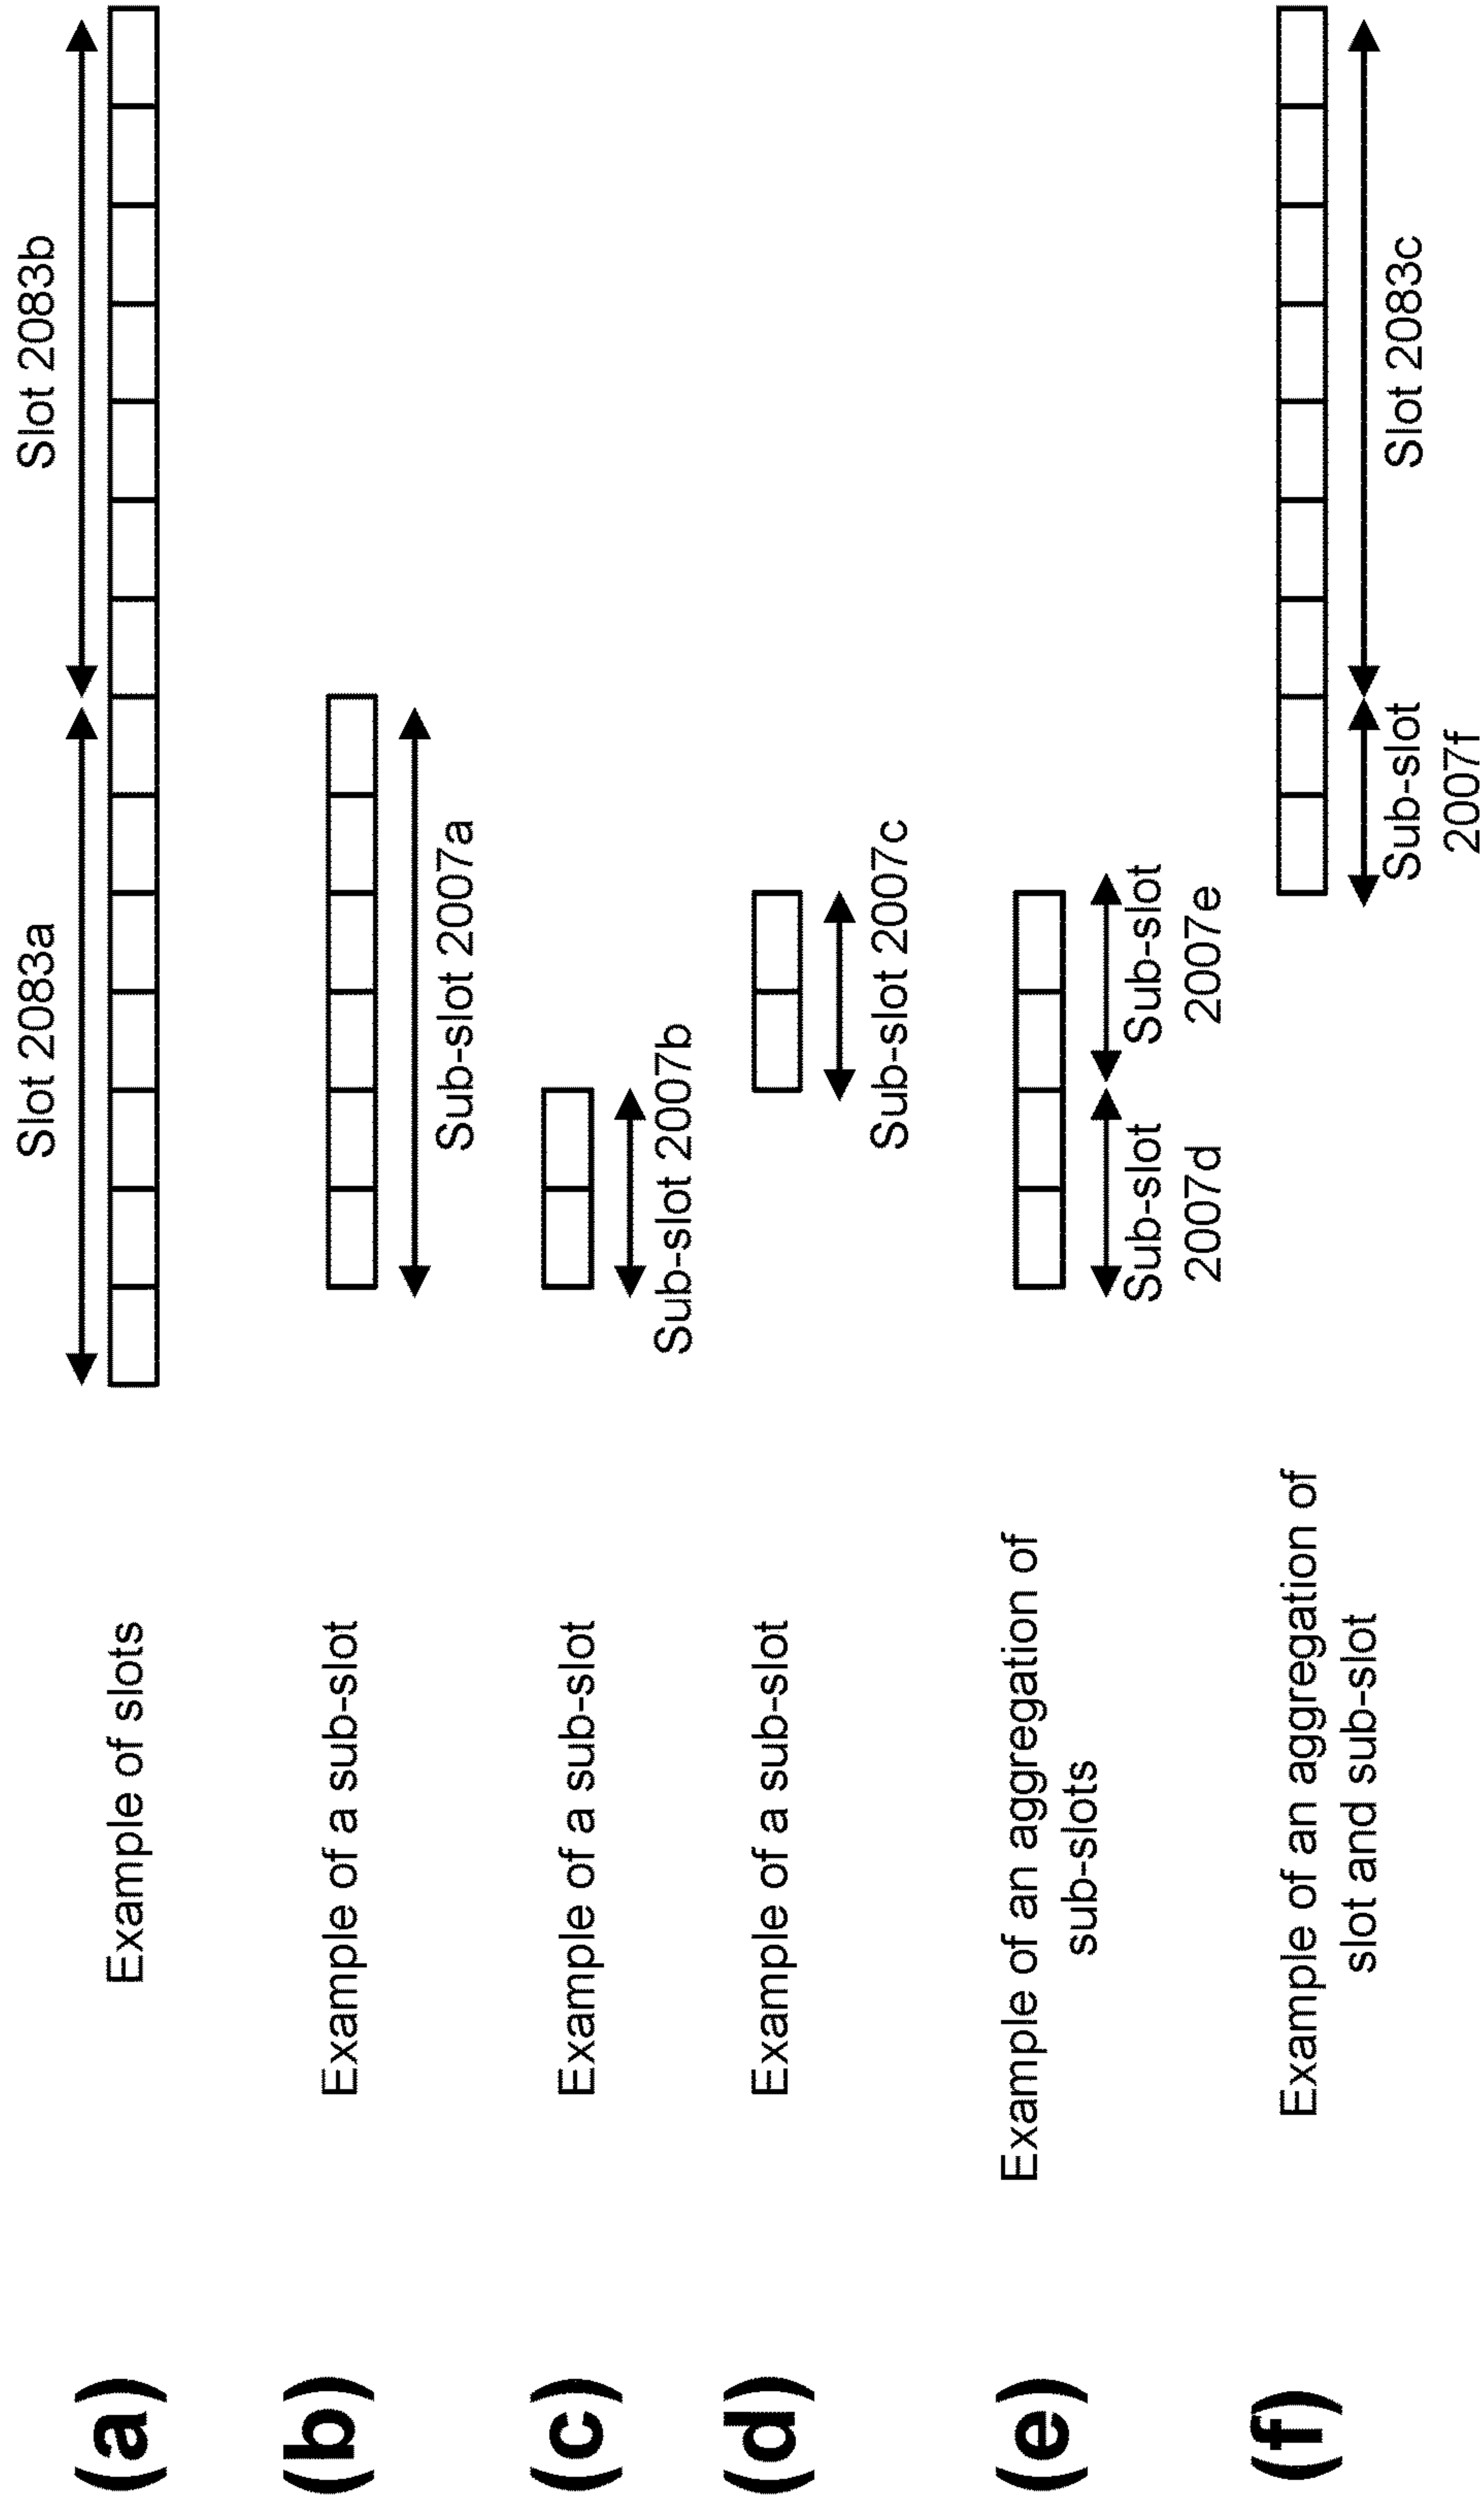 (a)
Example of slots
Slot 2083a
Slot 2083b
(b)
Example of a sub-slot
Sub-slot 2007a
(c)
Example of a sub-slot
Sub-slot 2007b
(d)
Example of a sub-slot
Sub-slot 2007c
(e)
Example of an aggregation of
sub-slots
Sub-slot
2007d
Sub-slot
2007e
(f)
Example of an aggregation of
slot and sub-slot
Sub-slot
2007f
Slot 2083c